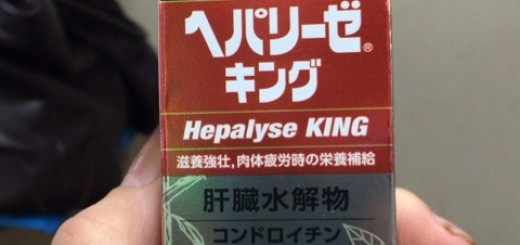 ヘパリーゼ®
キング
Hepalyse KING
滋養強壮,肉体疲労時の栄養補給
肝臓水解物
コンドロイチン